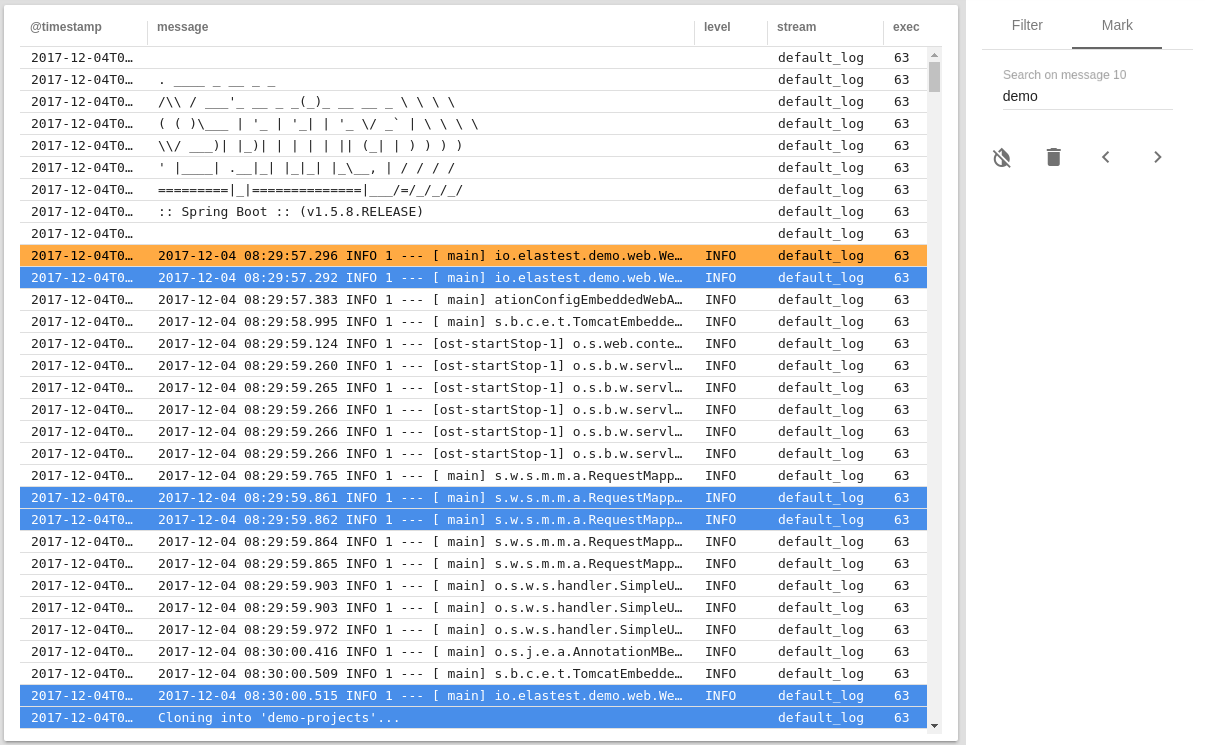 @timestamp message level stream exec
2017-12-04T0… default_log 63
2017-12-04T0… . ____ _ __ _ _ default_log 63
2017-12-04T0… /\\ / ___'_ __ _ _(_)_ __ __ _ \ \ \ \ default_log 63
2017-12-04T0… ( ( )\___ | '_ | '_| | '_ \/ _` | \ \ \ \ default_log 63
2017-12-04T0… \\/ ___)| |_)| | | | | || (_| | ) ) ) ) default_log 63
2017-12-04T0… ' |____| .__|_| |_|_| |_\__, | / / / / default_log 63
2017-12-04T0… =========|_|==============|___/=/_/_/_/ default_log 63
2017-12-04T0… :: Spring Boot :: (v1.5.8.RELEASE) default_log 63
2017-12-04T0… default_log 63
2017-12-04T0… 2017-12-04 08:29:57.296 INFO 1 --- [ main] io.elastest.demo.web.We… INFO default_log 63
2017-12-04T0… 2017-12-04 08:29:57.292 INFO 1 --- [ main] io.elastest.demo.web.We… INFO default_log 63
2017-12-04T0… 2017-12-04 08:29:57.383 INFO 1 --- [ main] ationConfigEmbeddedWebA… INFO default_log 63
2017-12-04T0… 2017-12-04 08:29:58.995 INFO 1 --- [ main] s.b.c.e.t.TomcatEmbedde… INFO default_log 63
2017-12-04T0… 2017-12-04 08:29:59.124 INFO 1 --- [ost-startStop-1] o.s.web.conte… INFO default_log 63
2017-12-04T0… 2017-12-04 08:29:59.260 INFO 1 --- [ost-startStop-1] o.s.b.w.servl… INFO default_log 63
2017-12-04T0… 2017-12-04 08:29:59.265 INFO 1 --- [ost-startStop-1] o.s.b.w.servl… INFO default_log 63
2017-12-04T0… 2017-12-04 08:29:59.266 INFO 1 --- [ost-startStop-1] o.s.b.w.servl… INFO default_log 63
2017-12-04T0… 2017-12-04 08:29:59.266 INFO 1 --- [ost-startStop-1] o.s.b.w.servl… INFO default_log 63
2017-12-04T0… 2017-12-04 08:29:59.266 INFO 1 --- [ost-startStop-1] o.s.b.w.servl… INFO default_log 63
2017-12-04T0… 2017-12-04 08:29:59.765 INFO 1 --- [ main] s.w.s.m.m.a.RequestMapp… INFO default_log 63
2017-12-04T0… 2017-12-04 08:29:59.861 INFO 1 --- [ main] s.w.s.m.m.a.RequestMapp… INFO default_log 63
2017-12-04T0… 2017-12-04 08:29:59.862 INFO 1 --- [ main] s.w.s.m.m.a.RequestMapp… INFO default_log 63
2017-12-04T0… 2017-12-04 08:29:59.864 INFO 1 --- [ main] s.w.s.m.m.a.RequestMapp… INFO default_log 63
2017-12-04T0… 2017-12-04 08:29:59.865 INFO 1 --- [ main] s.w.s.m.m.a.RequestMapp… INFO default_log 63
2017-12-04T0… 2017-12-04 08:29:59.903 INFO 1 --- [ main] o.s.w.s.handler.SimpleU… INFO default_log 63
2017-12-04T0… 2017-12-04 08:29:59.903 INFO 1 --- [ main] o.s.w.s.handler.SimpleU… INFO default_log 63
2017-12-04T0… 2017-12-04 08:29:59.972 INFO 1 --- [ main] o.s.w.s.handler.SimpleU… INFO default_log 63
2017-12-04T0… 2017-12-04 08:30:00.416 INFO 1 --- [ main] o.s.j.e.a.AnnotationMBe… INFO default_log 63
2017-12-04T0… 2017-12-04 08:30:00.509 INFO 1 --- [ main] s.b.c.e.t.TomcatEmbedde… INFO default_log 63
2017-12-04T0… 2017-12-04 08:30:00.515 INFO 1 --- [ main] io.elastest.demo.web.We… INFO default_log 63
2017-12-04T0… Cloning into 'demo-projects'... default_log 63
Filter Mark
Search on message 10
demo